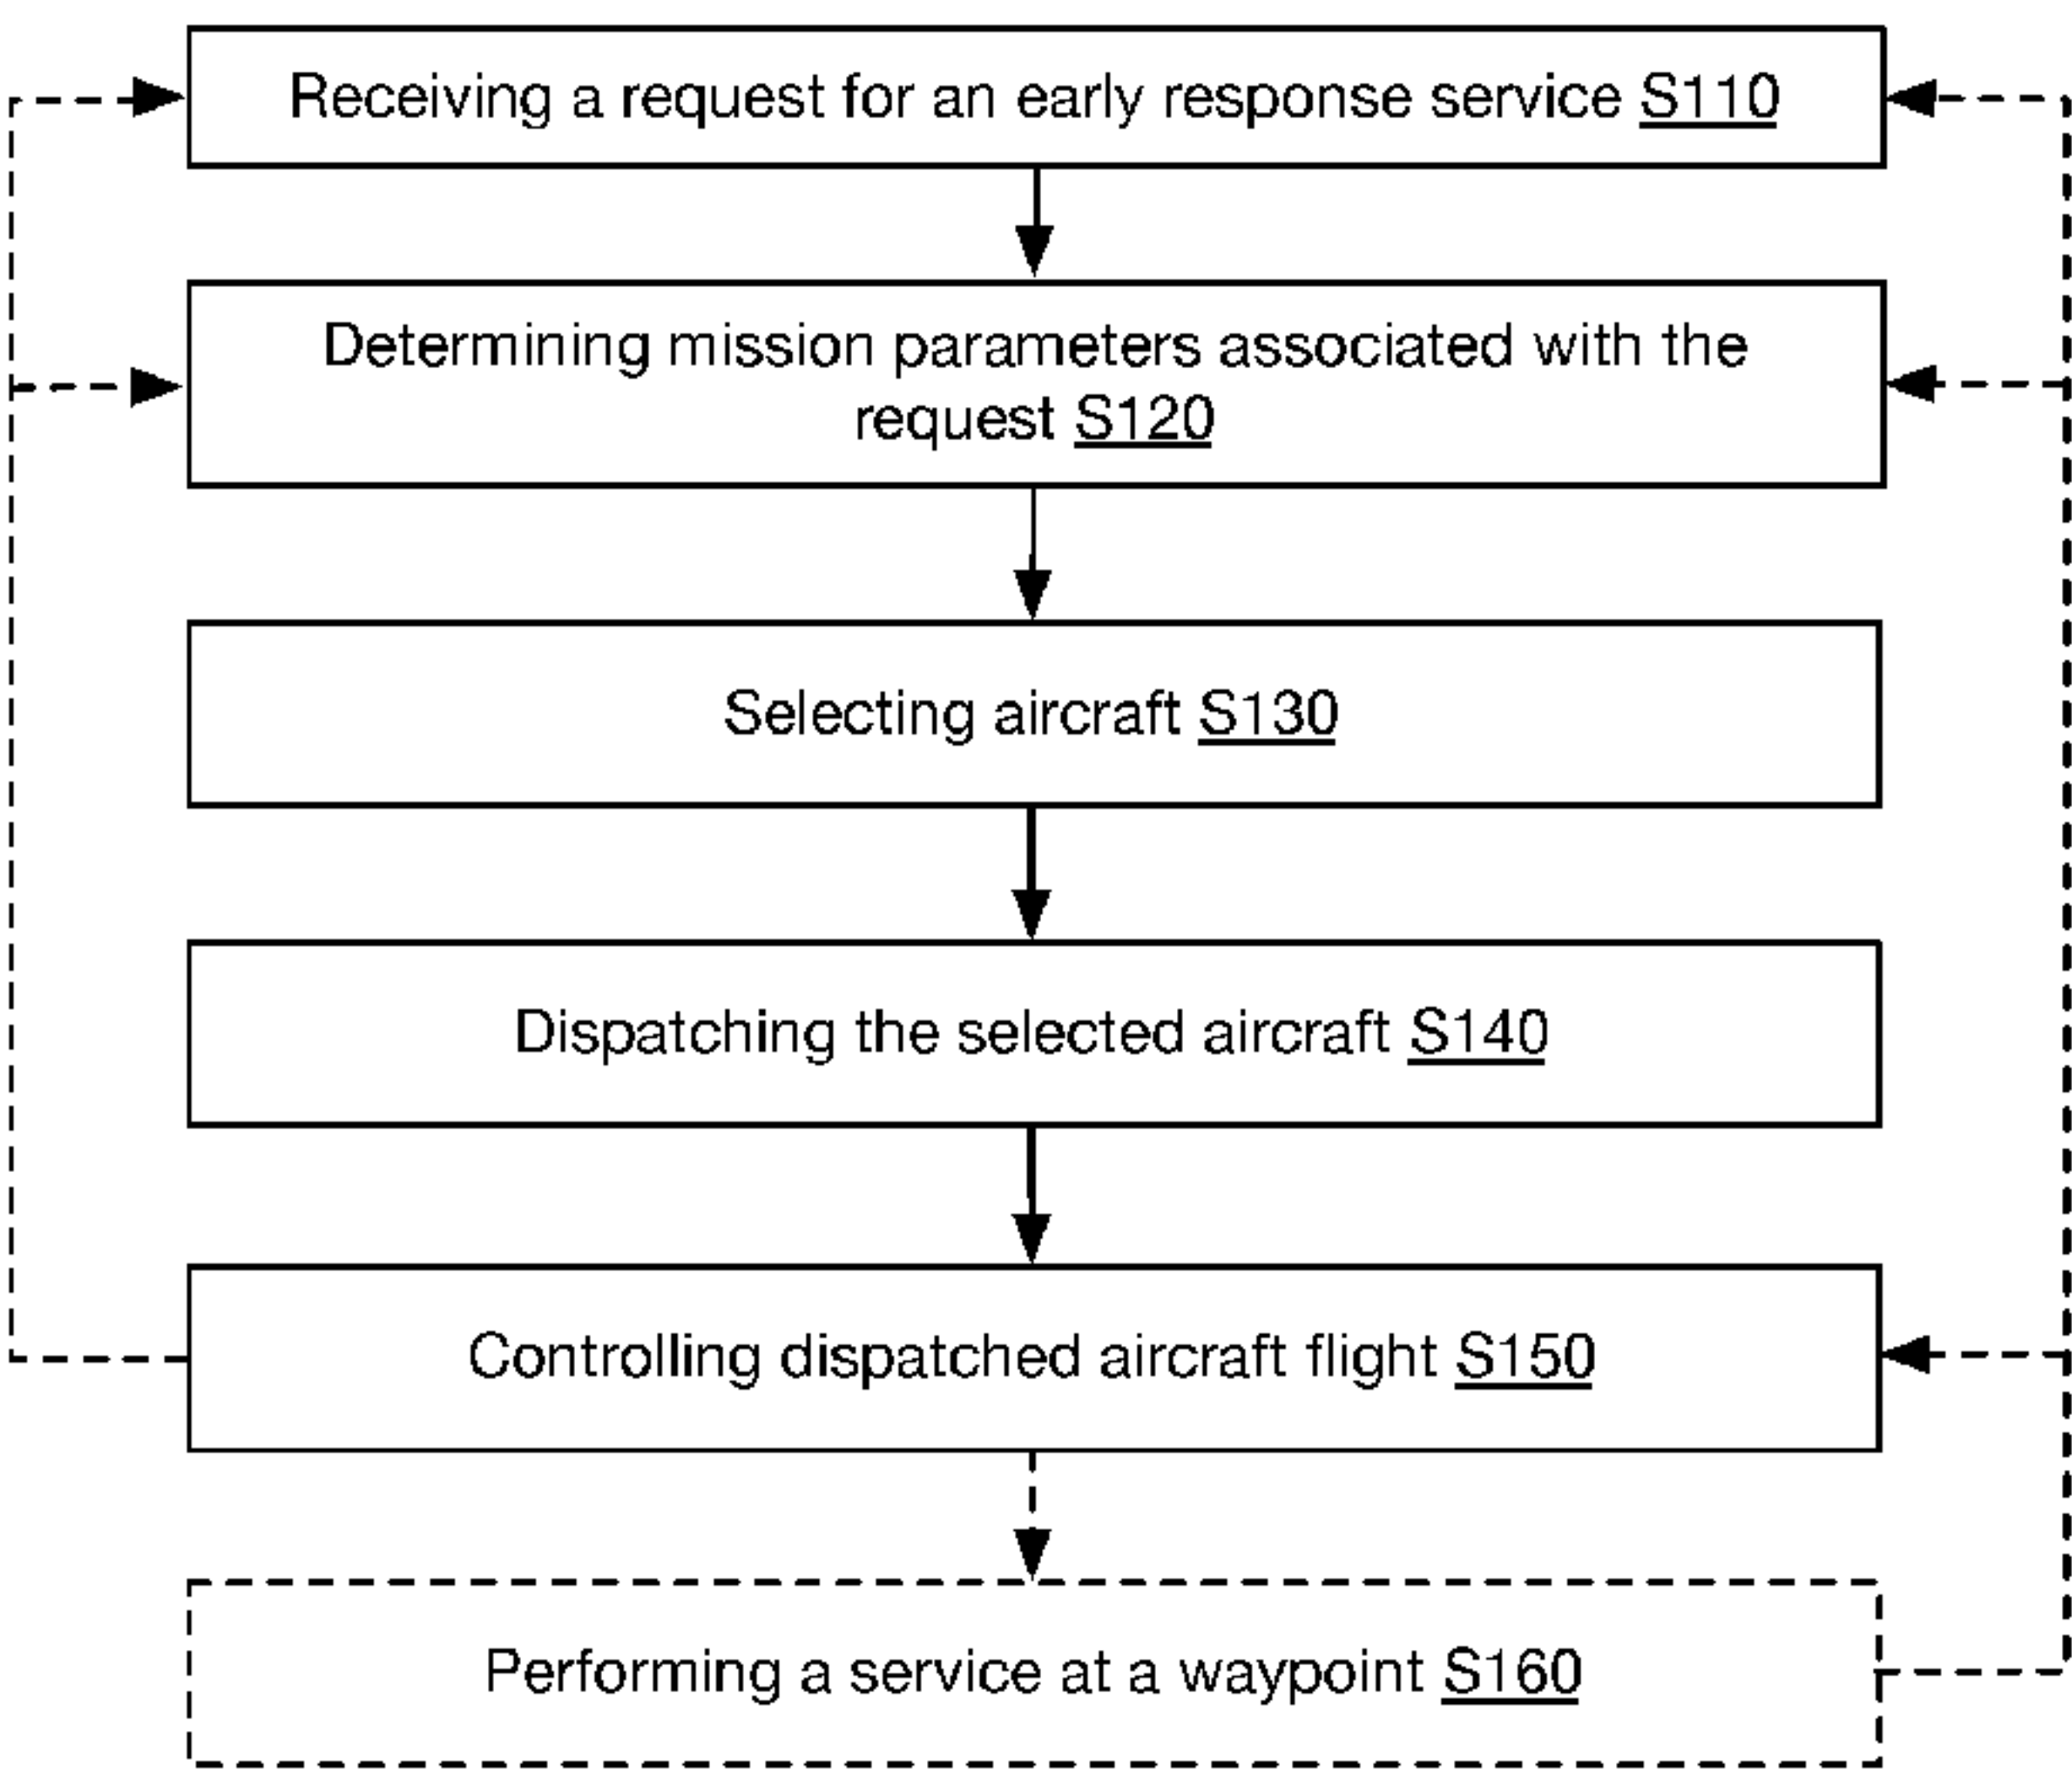 Receiving a request for an early response service S110
Determining mission parameters associated with the
request S120
Selecting aircraft S130
Dispatching the selected aircraft S140
Controlling dispatched aircraft flight S150
Performing a service at a waypoint S160